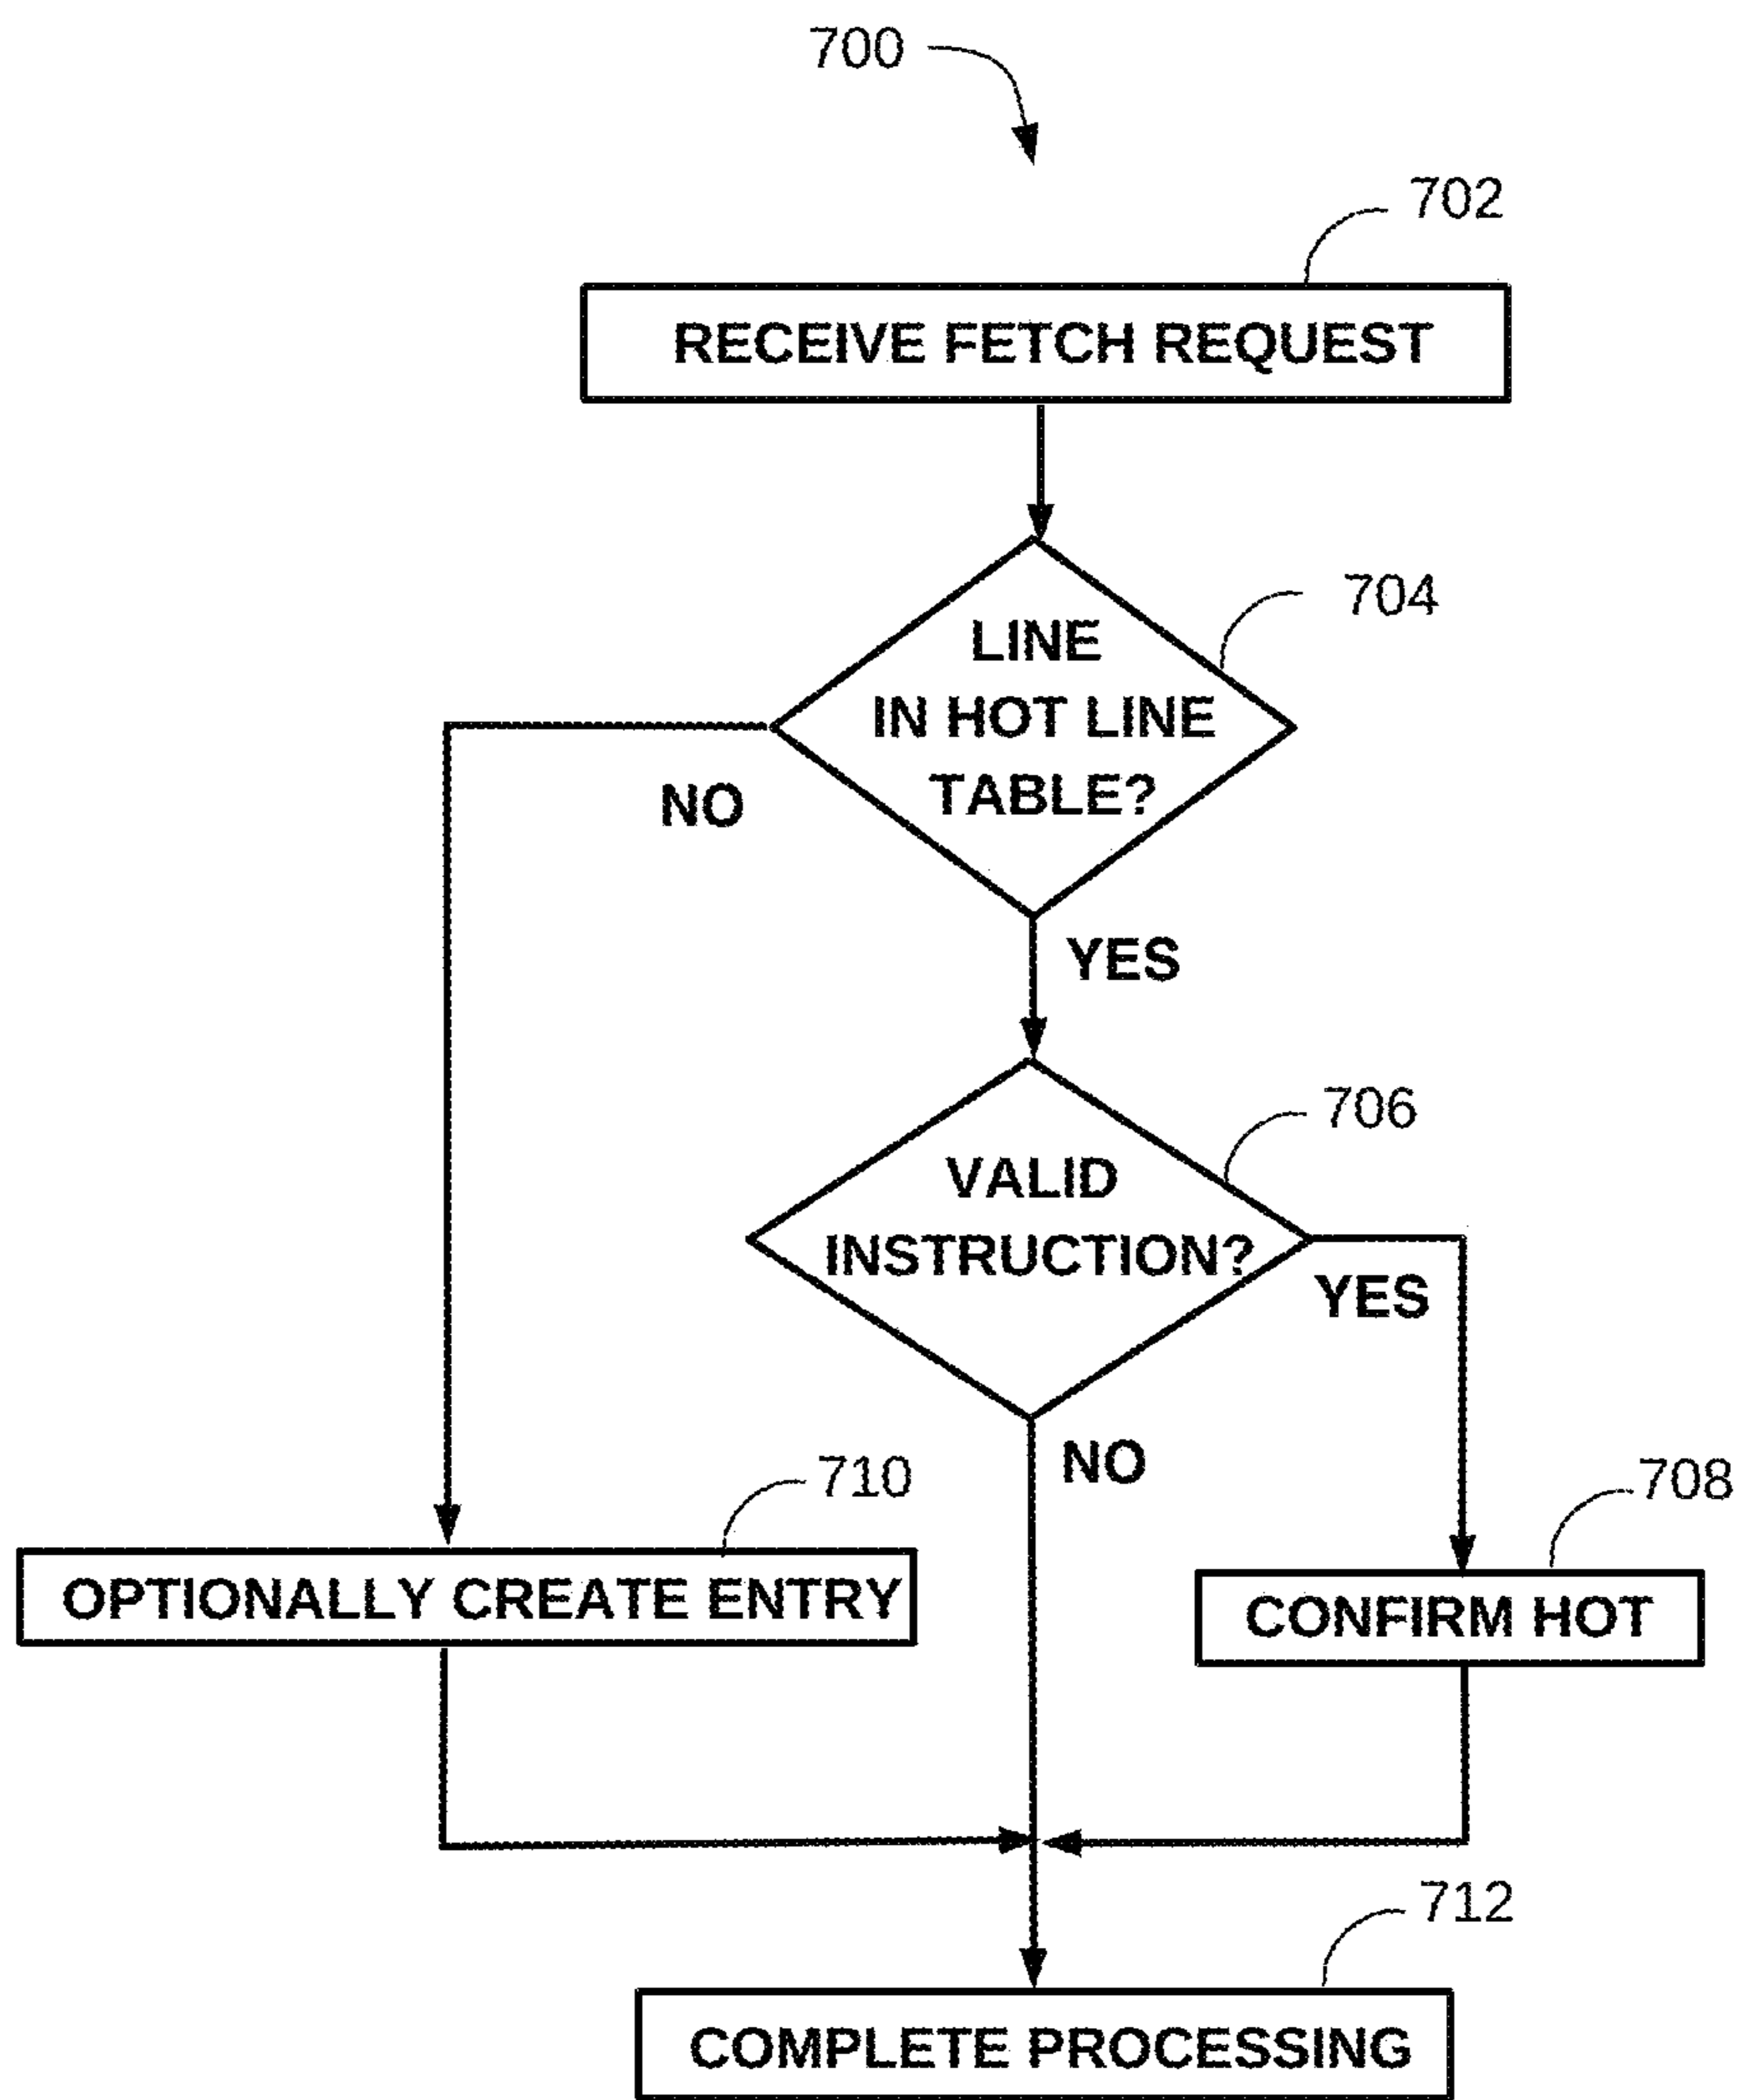 700
702
RECEIVE FETCH REQUEST
704
LINE
IN HOT LINE
TABLE?
NO
YES
706
VALID
INSTRUCTION?
YES
NO
710
708
OPTIONALLY CREATE ENTRY
CONFIRM HOT
712
COMPLETE PROCESSING